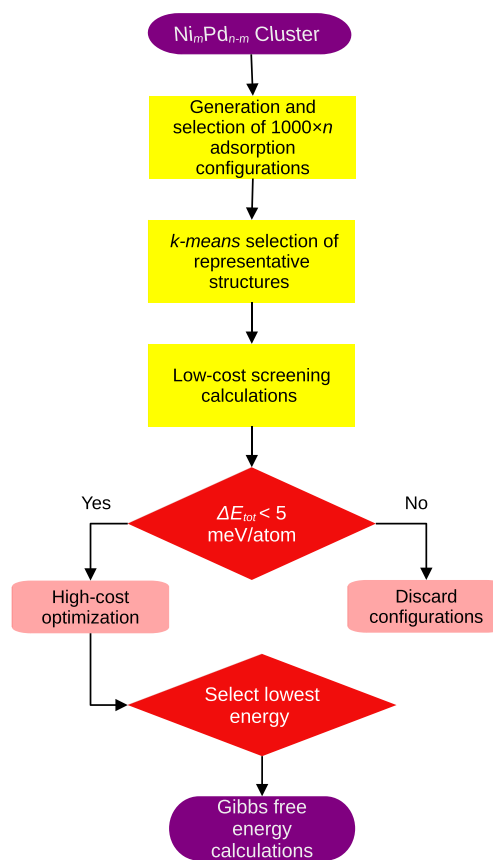 NiₘPdₙ₋ₘ Cluster
Generation and
selection of 1000×n
adsorption
configurations
k-means selection of
representative
structures
Low-cost screening
calculations
Yes
No
ΔEₜₒₜ < 5
meV/atom
High-cost
optimization
Discard
configurations
Select lowest
energy
Gibbs free
energy
calculations